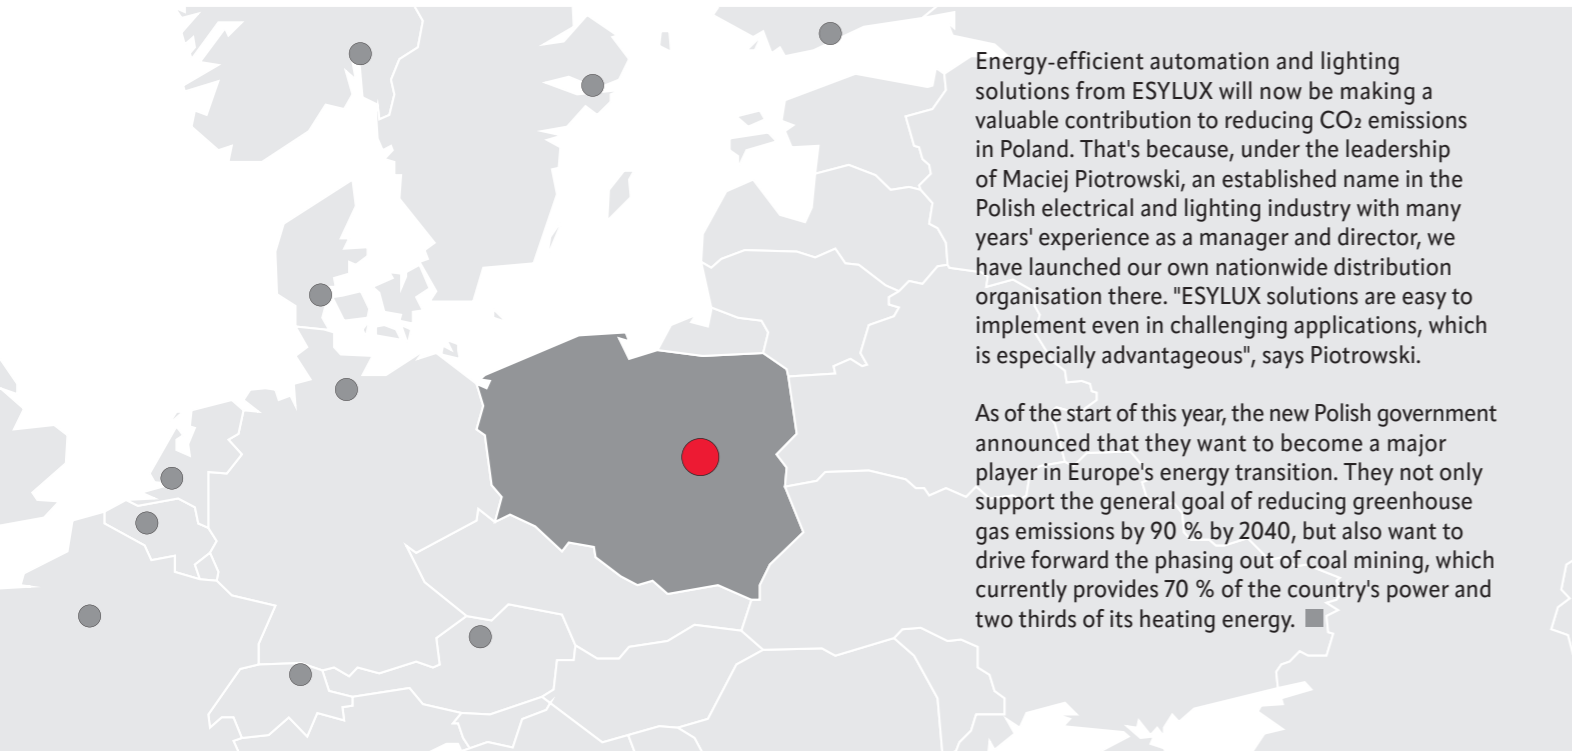 Energy-efficient automation and lighting
solutions from ESYLUX will now be making a
valuable contribution to reducing CO₂ emissions
in Poland. That's because, under the leadership
of Maciej Piotrowski, an established name in the
Polish electrical and lighting industry with many
years' experience as a manager and director, we
have launched our own nationwide distribution
organisation there. "ESYLUX solutions are easy to
implement even in challenging applications, which
is especially advantageous", says Piotrowski.
As of the start of this year, the new Polish government
announced that they want to become a major
player in Europe's energy transition. They not only
support the general goal of reducing greenhouse
gas emissions by 90 % by 2040, but also want to
drive forward the phasing out of coal mining, which
currently provides 70 % of the country's power and
two thirds of its heating energy.